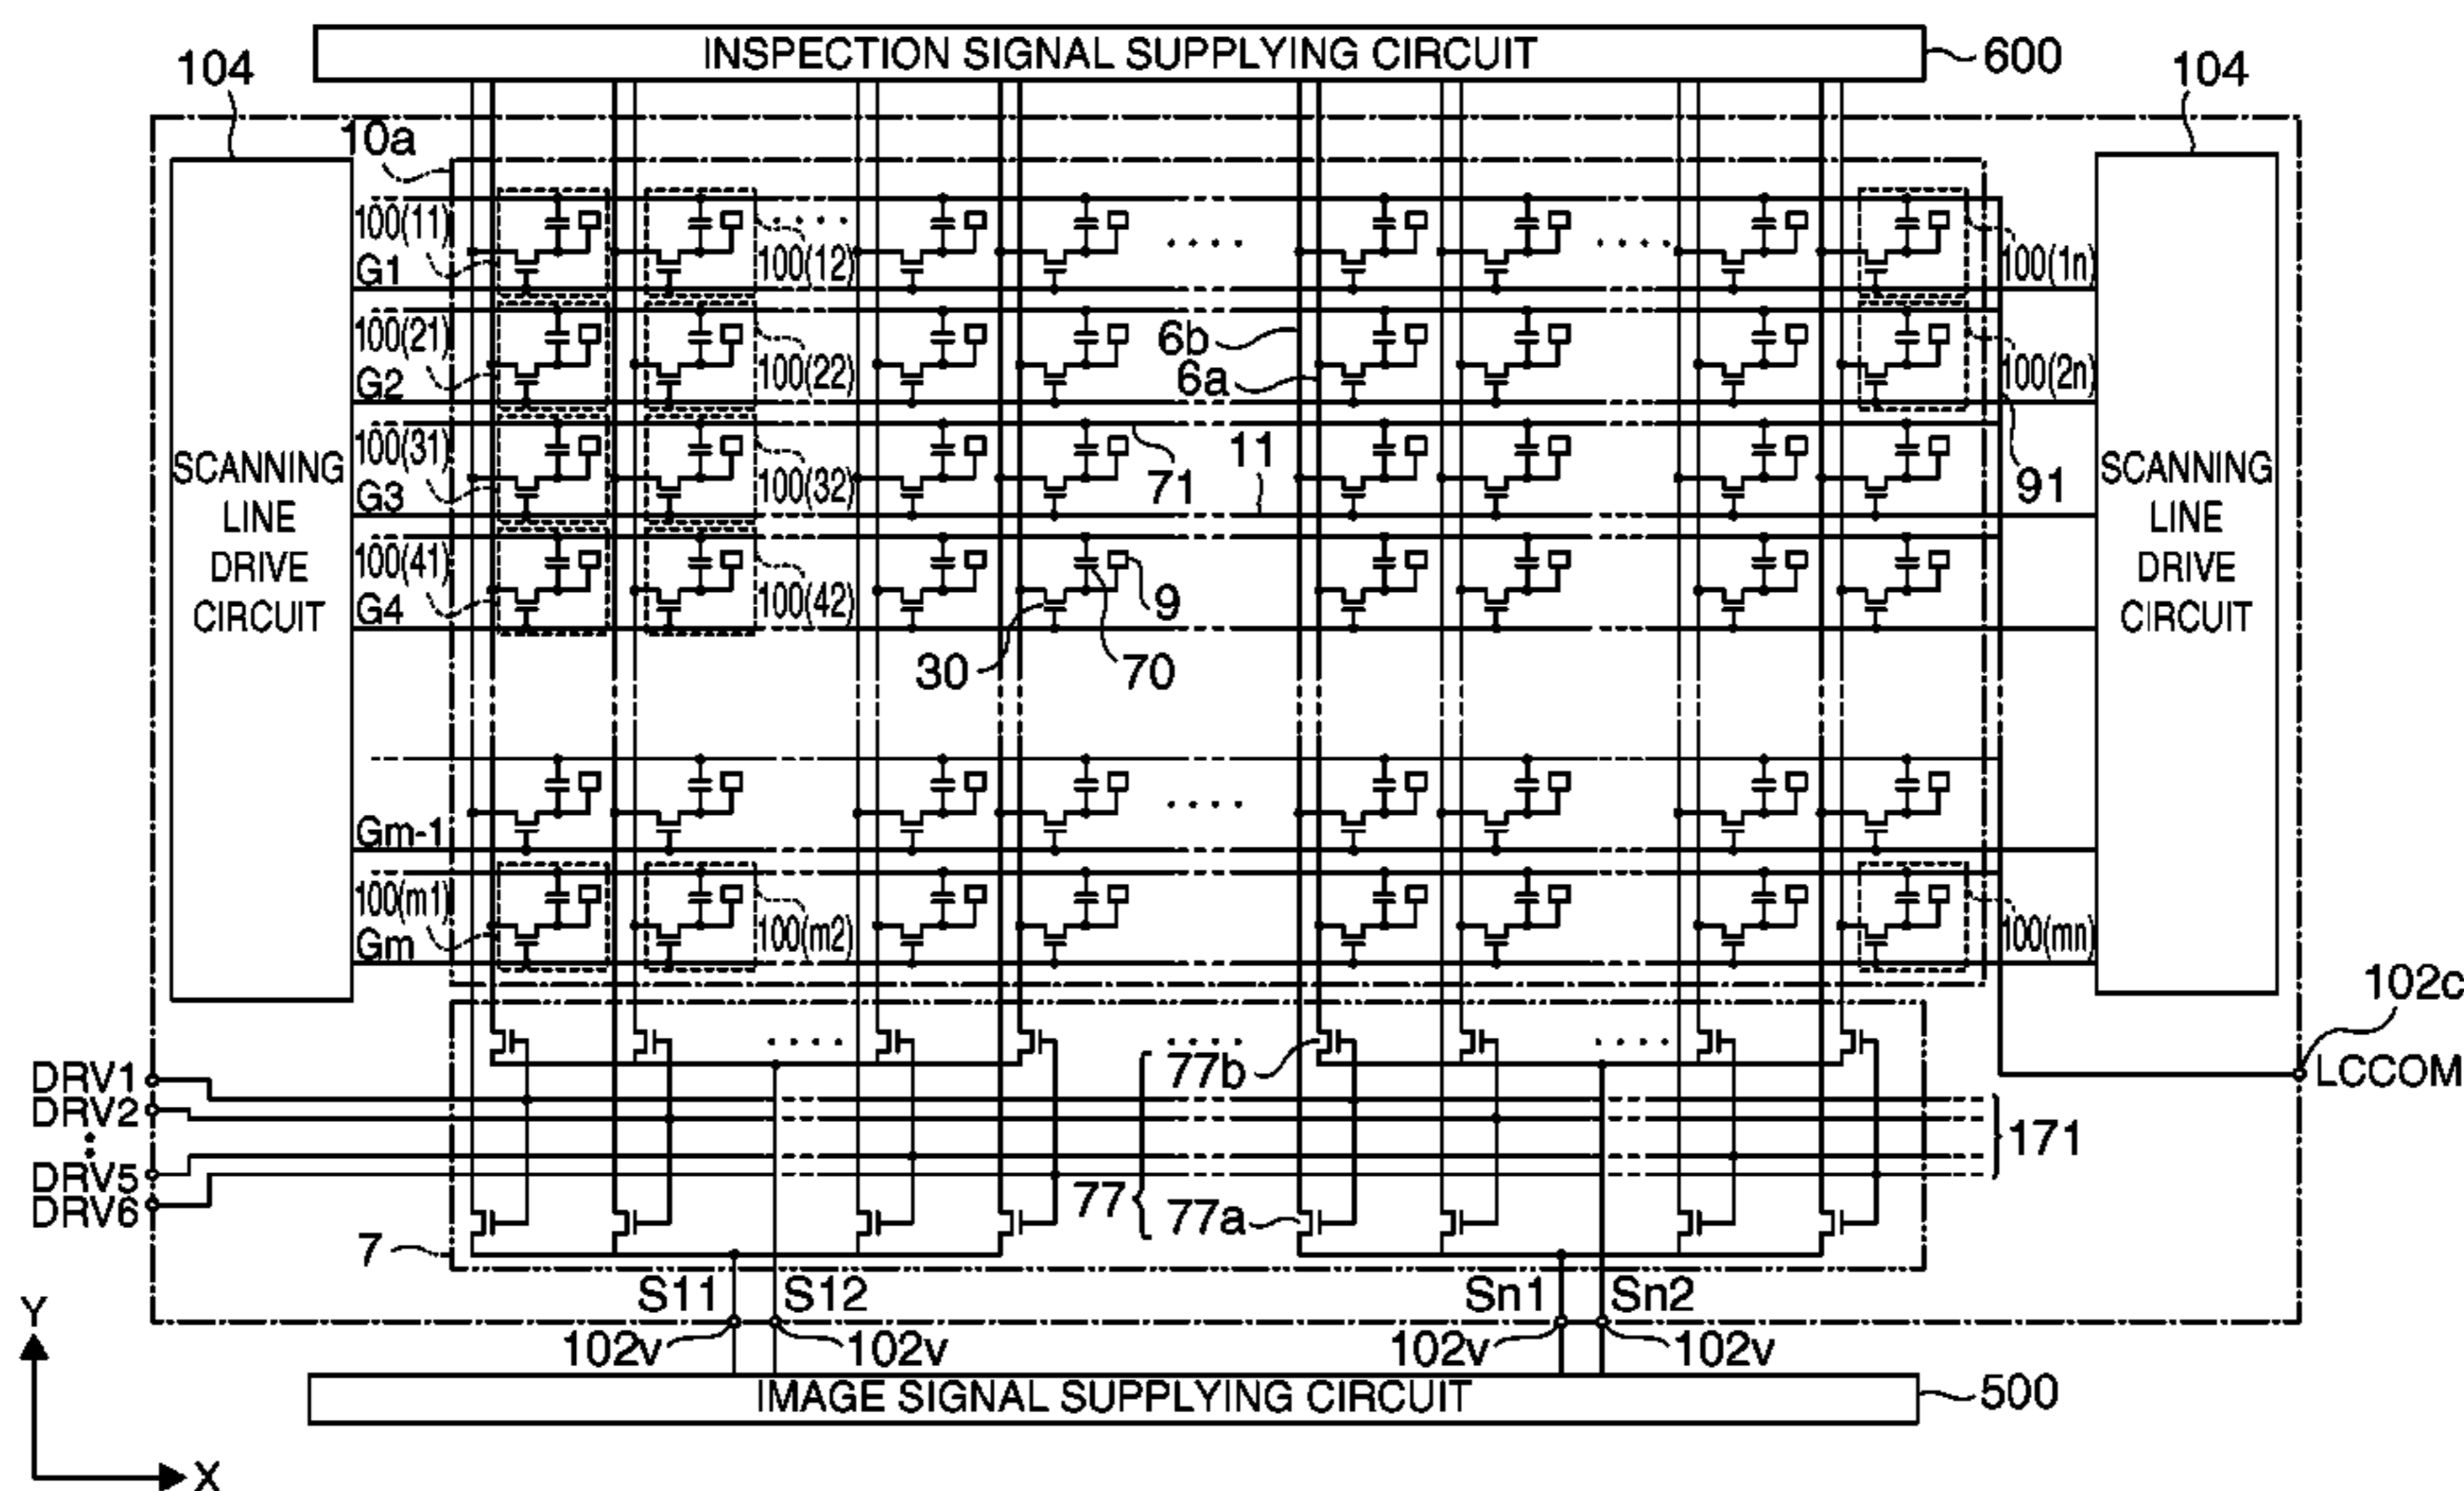 INSPECTION SIGNAL SUPPLYING CIRCUIT
600
104
104
10a
100(11)
G1
100(12)
100(1n)
100(21)
G2
100(22)
6b
6a
100(2n)
100(31)
G3
100(32)
71
11
91
SCANNING
LINE
DRIVE
CIRCUIT
SCANNING
LINE
DRIVE
CIRCUIT
100(41)
G4
100(42)
9
30
70
Gm-1
100(m1)
Gm
100(m2)
100(mn)
102c
LCCOM
DRV1
DRV2
DRV5
DRV6
77b
77
77a
171
7
S11
S12
Sn1
Sn2
102v
102v
102v
102v
IMAGE SIGNAL SUPPLYING CIRCUIT
500
Y
X